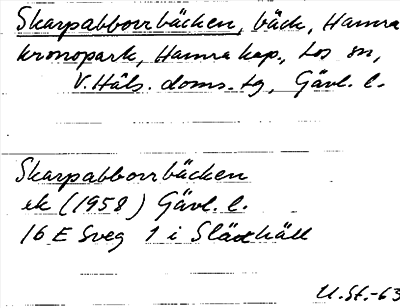 Skarpabborrbäcken, bäck, Hamra
kronopark, Hamra kap., Los sn,
V. Häls. doms. tg, Gävl. l.
Skarpabborrbäcken
ek (1958) Gävl. l.
16 E Sveg 1 i
U. St. -63